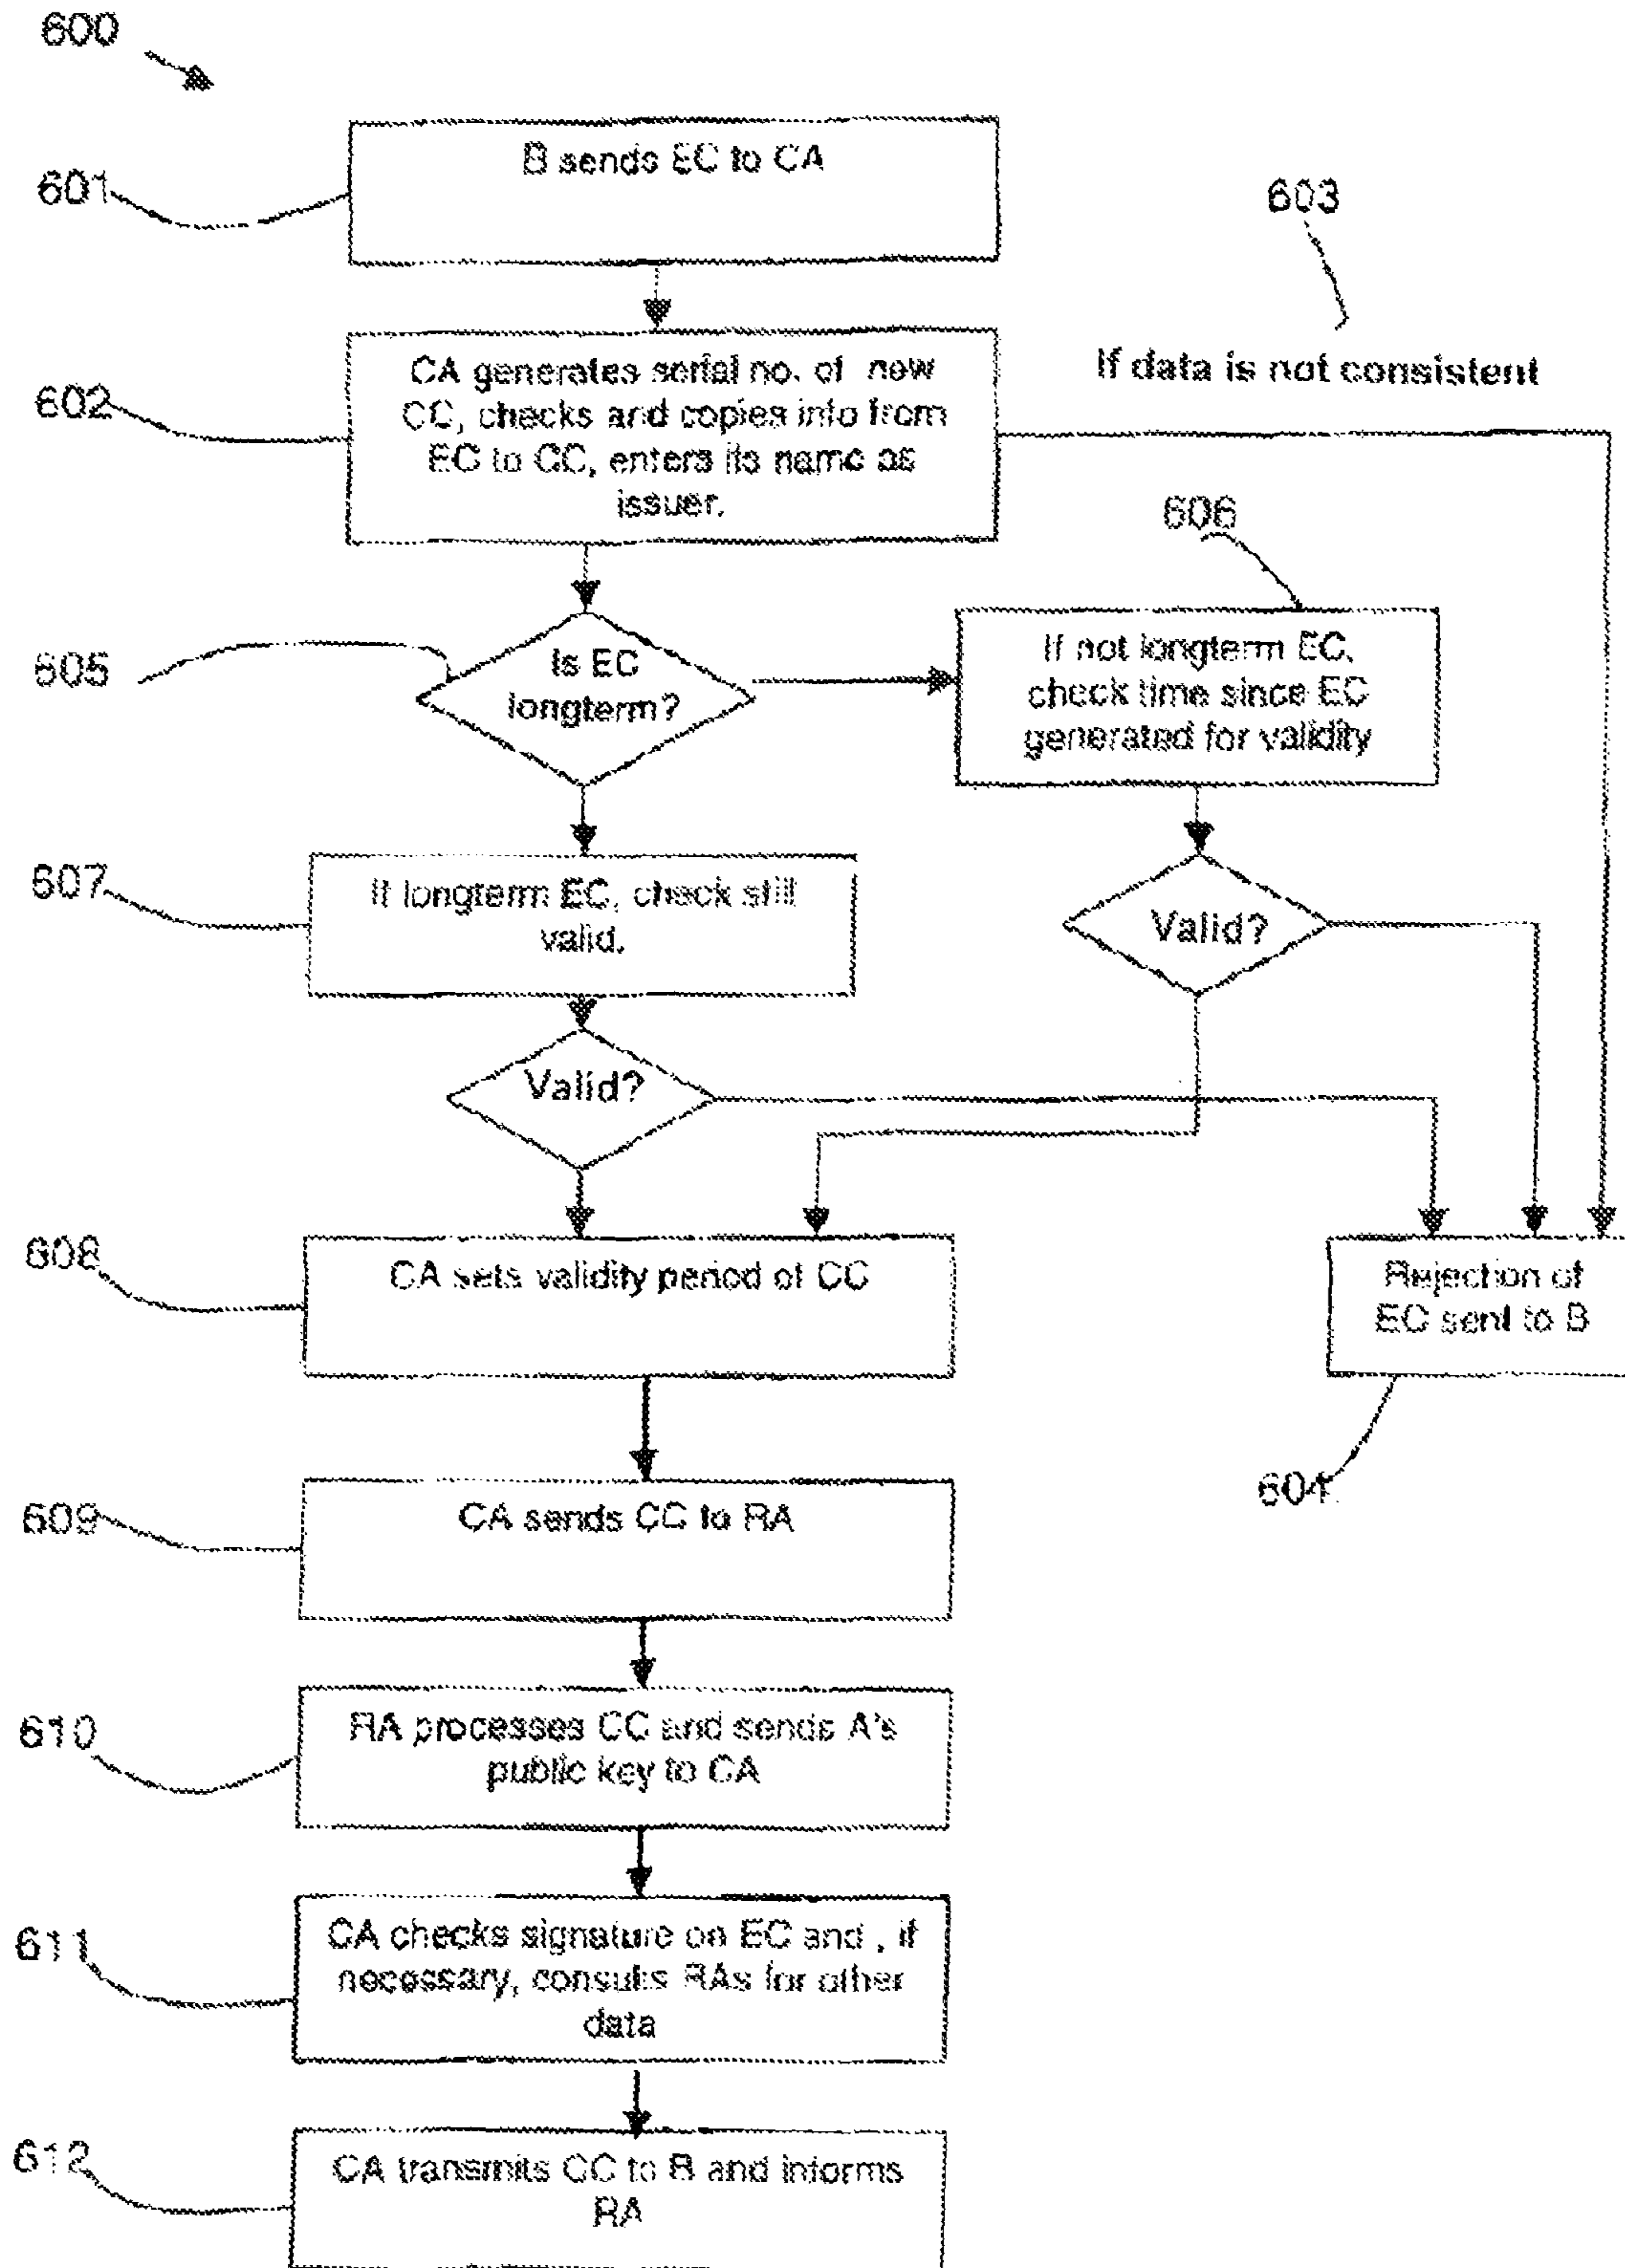 600
601
B sends EC to CA
603
602
CA generates serial no. of new
CC, checks and copies info from
EC to CC, enters its name as
issuer.
If data is not consistent
606
605
Is EC
longterm?
If not longterm EC,
check time since EC
generated for validity
607
If longterm EC, check still
valid.
Valid?
Valid?
608
CA sets validity period of CC
Rejection of
EC sent to B
604
609
CA sends CC to RA
610
RA processes CC and sends A's
public key to CA
611
CA checks signature on EC and , if
necessary, consults RAs for other
data
612
CA transmits CC to B and informs
RA